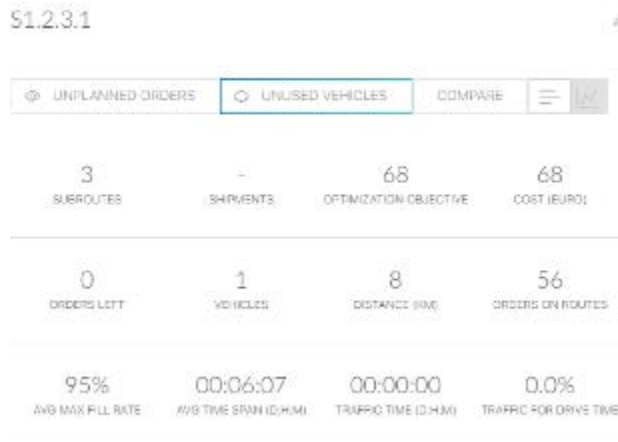 S1.2.3.1
UNPLANNED ORDERS UNUSED VEHICLES COMPARE
3 - 68 68
SUBROUTES SHIPMENTS OPTIMIZATION OBJECTIVE COST (EURO)
0 1 8 56
ORDERS LEFT VEHICLES DISTANCE (KM) ORDERS ON ROUTES
95% 00:06:07 00:00:00 0.0%
AVG MAX FILL RATE AVG TIME SPAN (D:H:M) TRAFFIC TIME (D:H:M) TRAFFIC FOR DRIVE TIME